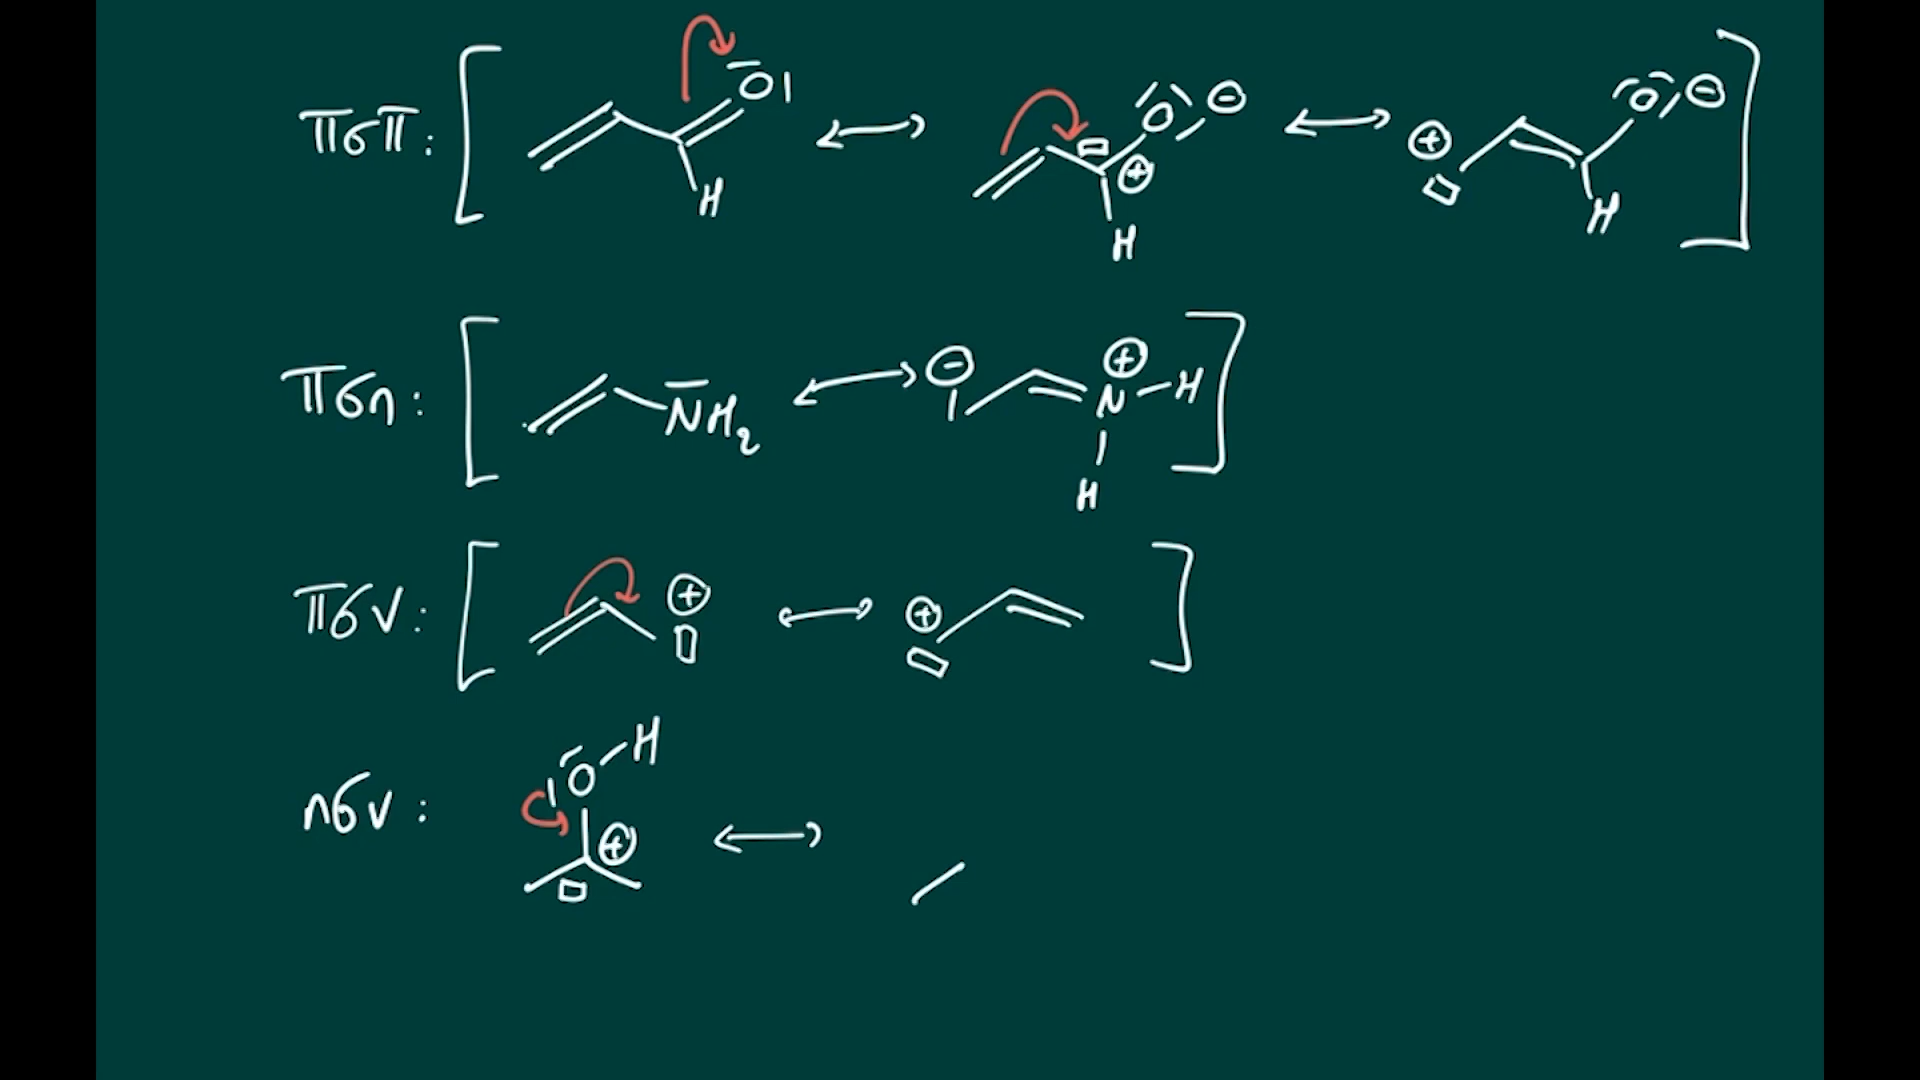 πσπ: O H ↔ O ⊖ ⊕ H ↔ ⊕ O ⊖ H
πσn: NH₂ ↔ ⊖ ⊕ N H H
πσv: ⊕ ↔ ⊕
nσv: O H ⊕ ↔